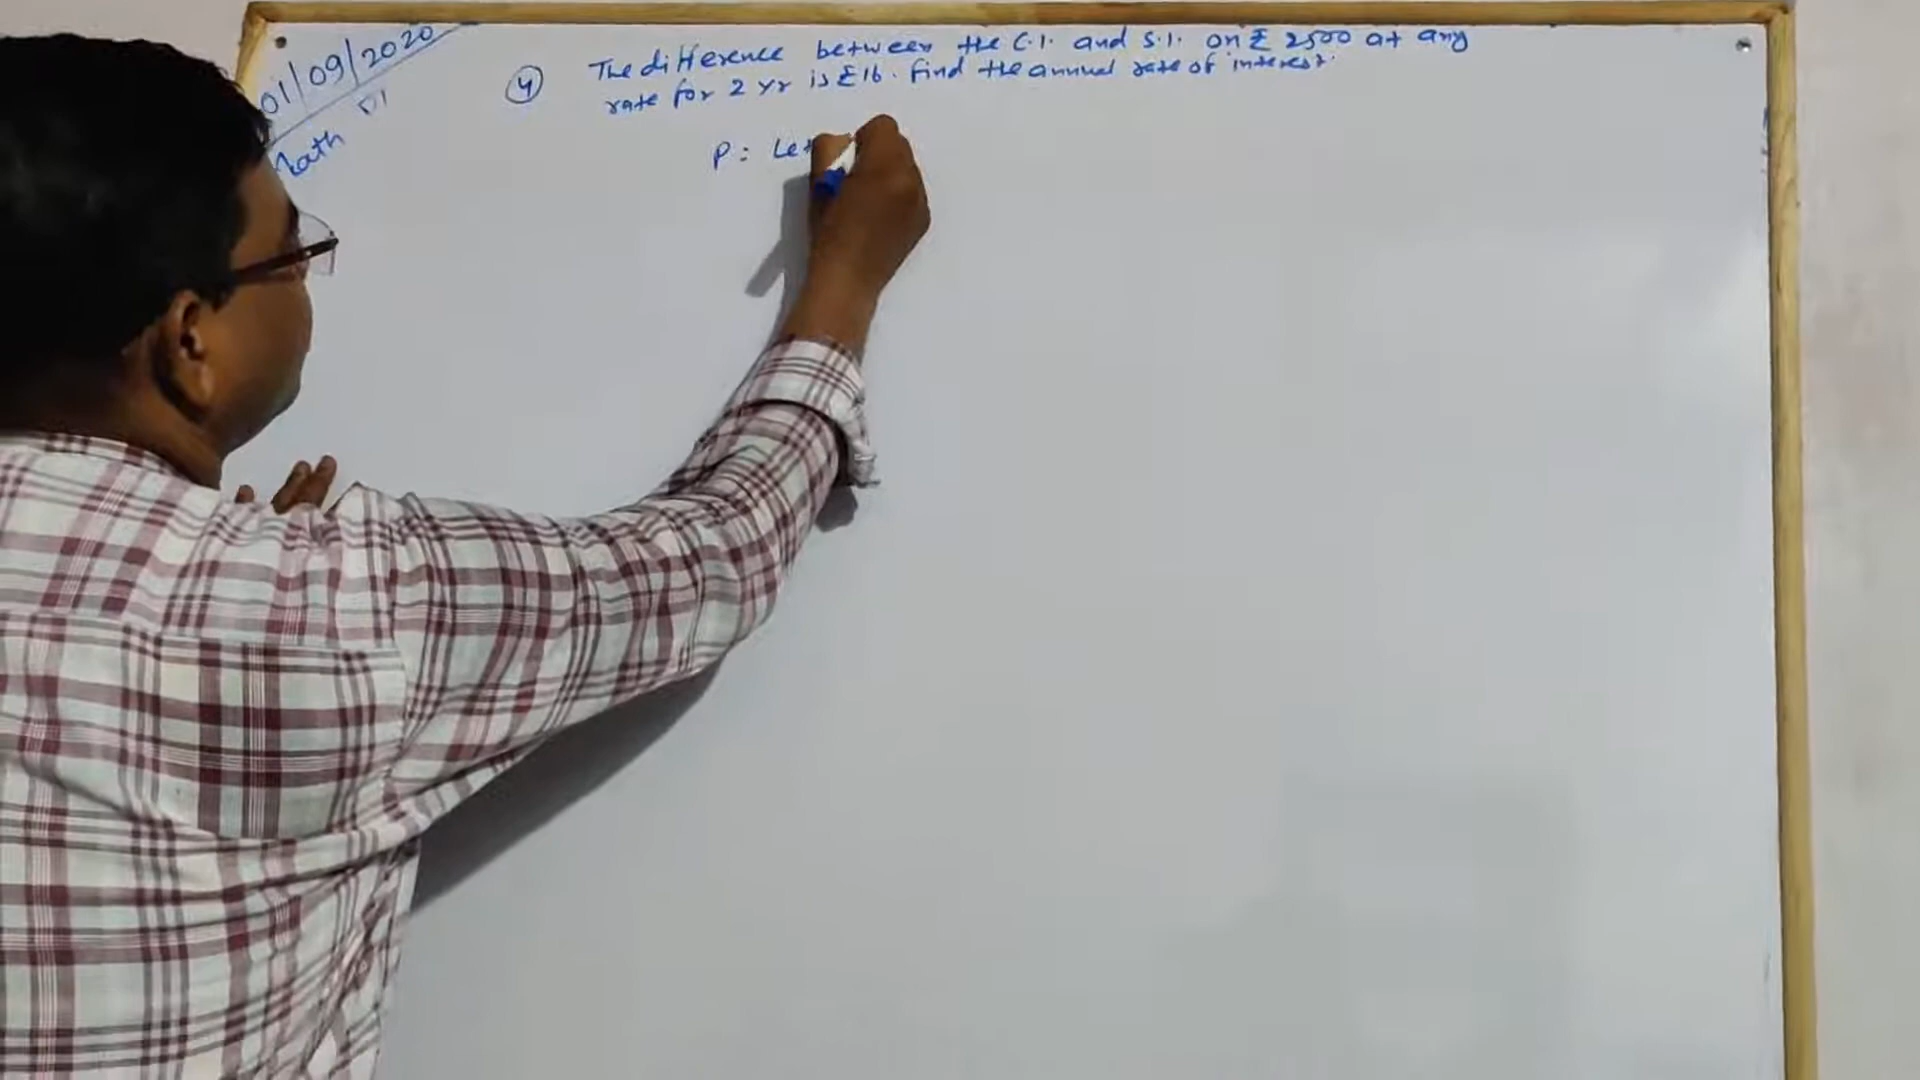 01/09/2020
Math
④ The difference between the C.I. and S.I. on ₹ 2500 at any
rate for 2 yr is ₹ 16. find the annual rate of interest.
P: Let